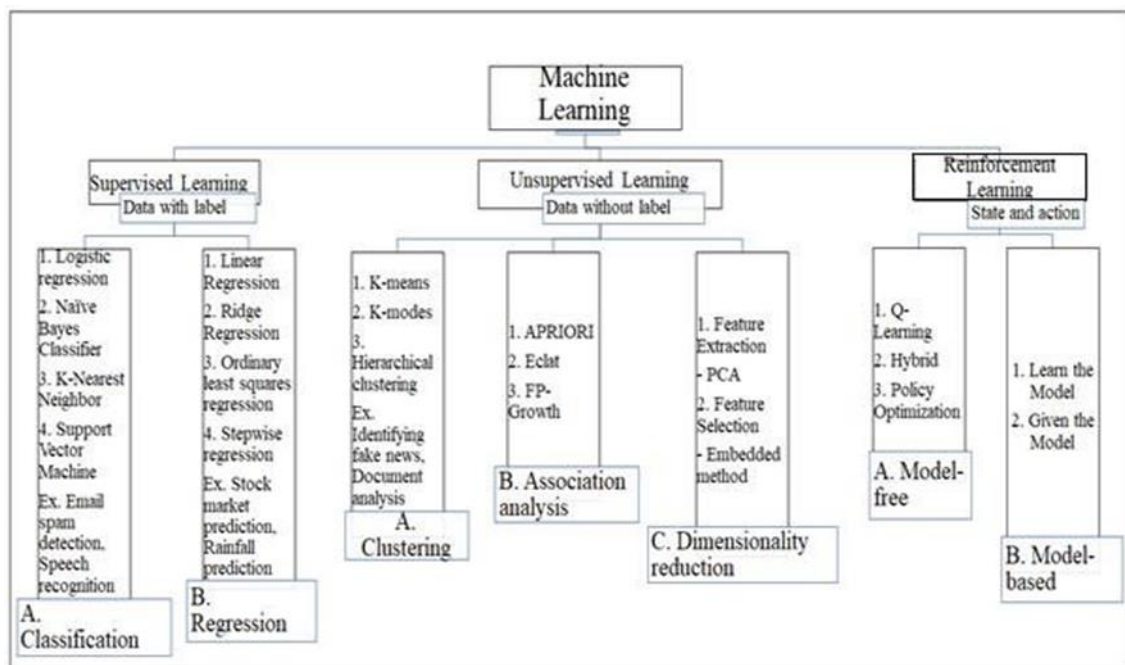 Machine
Learning
Supervised Learning
Data with label
Unsupervised Learning
Data without label
Reinforcement
Learning
State and action
1. Logistic
regression
2. Naïve
Bayes
Classifier
3. K-Nearest
Neighbor
4. Support
Vector
Machine
Ex. Email
spam
detection,
Speech
recognition
A.
Classification
1. Linear
Regression
2. Ridge
Regression
3. Ordinary
least squares
regression
4. Stepwise
regression
Ex. Stock
market
prediction,
Rainfall
prediction
B.
Regression
1. K-means
2. K-modes
3.
Hierarchical
clustering
Ex.
Identifying
fake news,
Document
analysis
A.
Clustering
1. APRIORI
2. Eclat
3. FP-
Growth
B. Association
analysis
1. Feature
Extraction
- PCA
2. Feature
Selection
- Embedded
method
C. Dimensionality
reduction
1. Q-
Learning
2. Hybrid
3. Policy
Optimization
A. Model-
free
1. Learn the
Model
2. Given the
Model
B. Model-
based